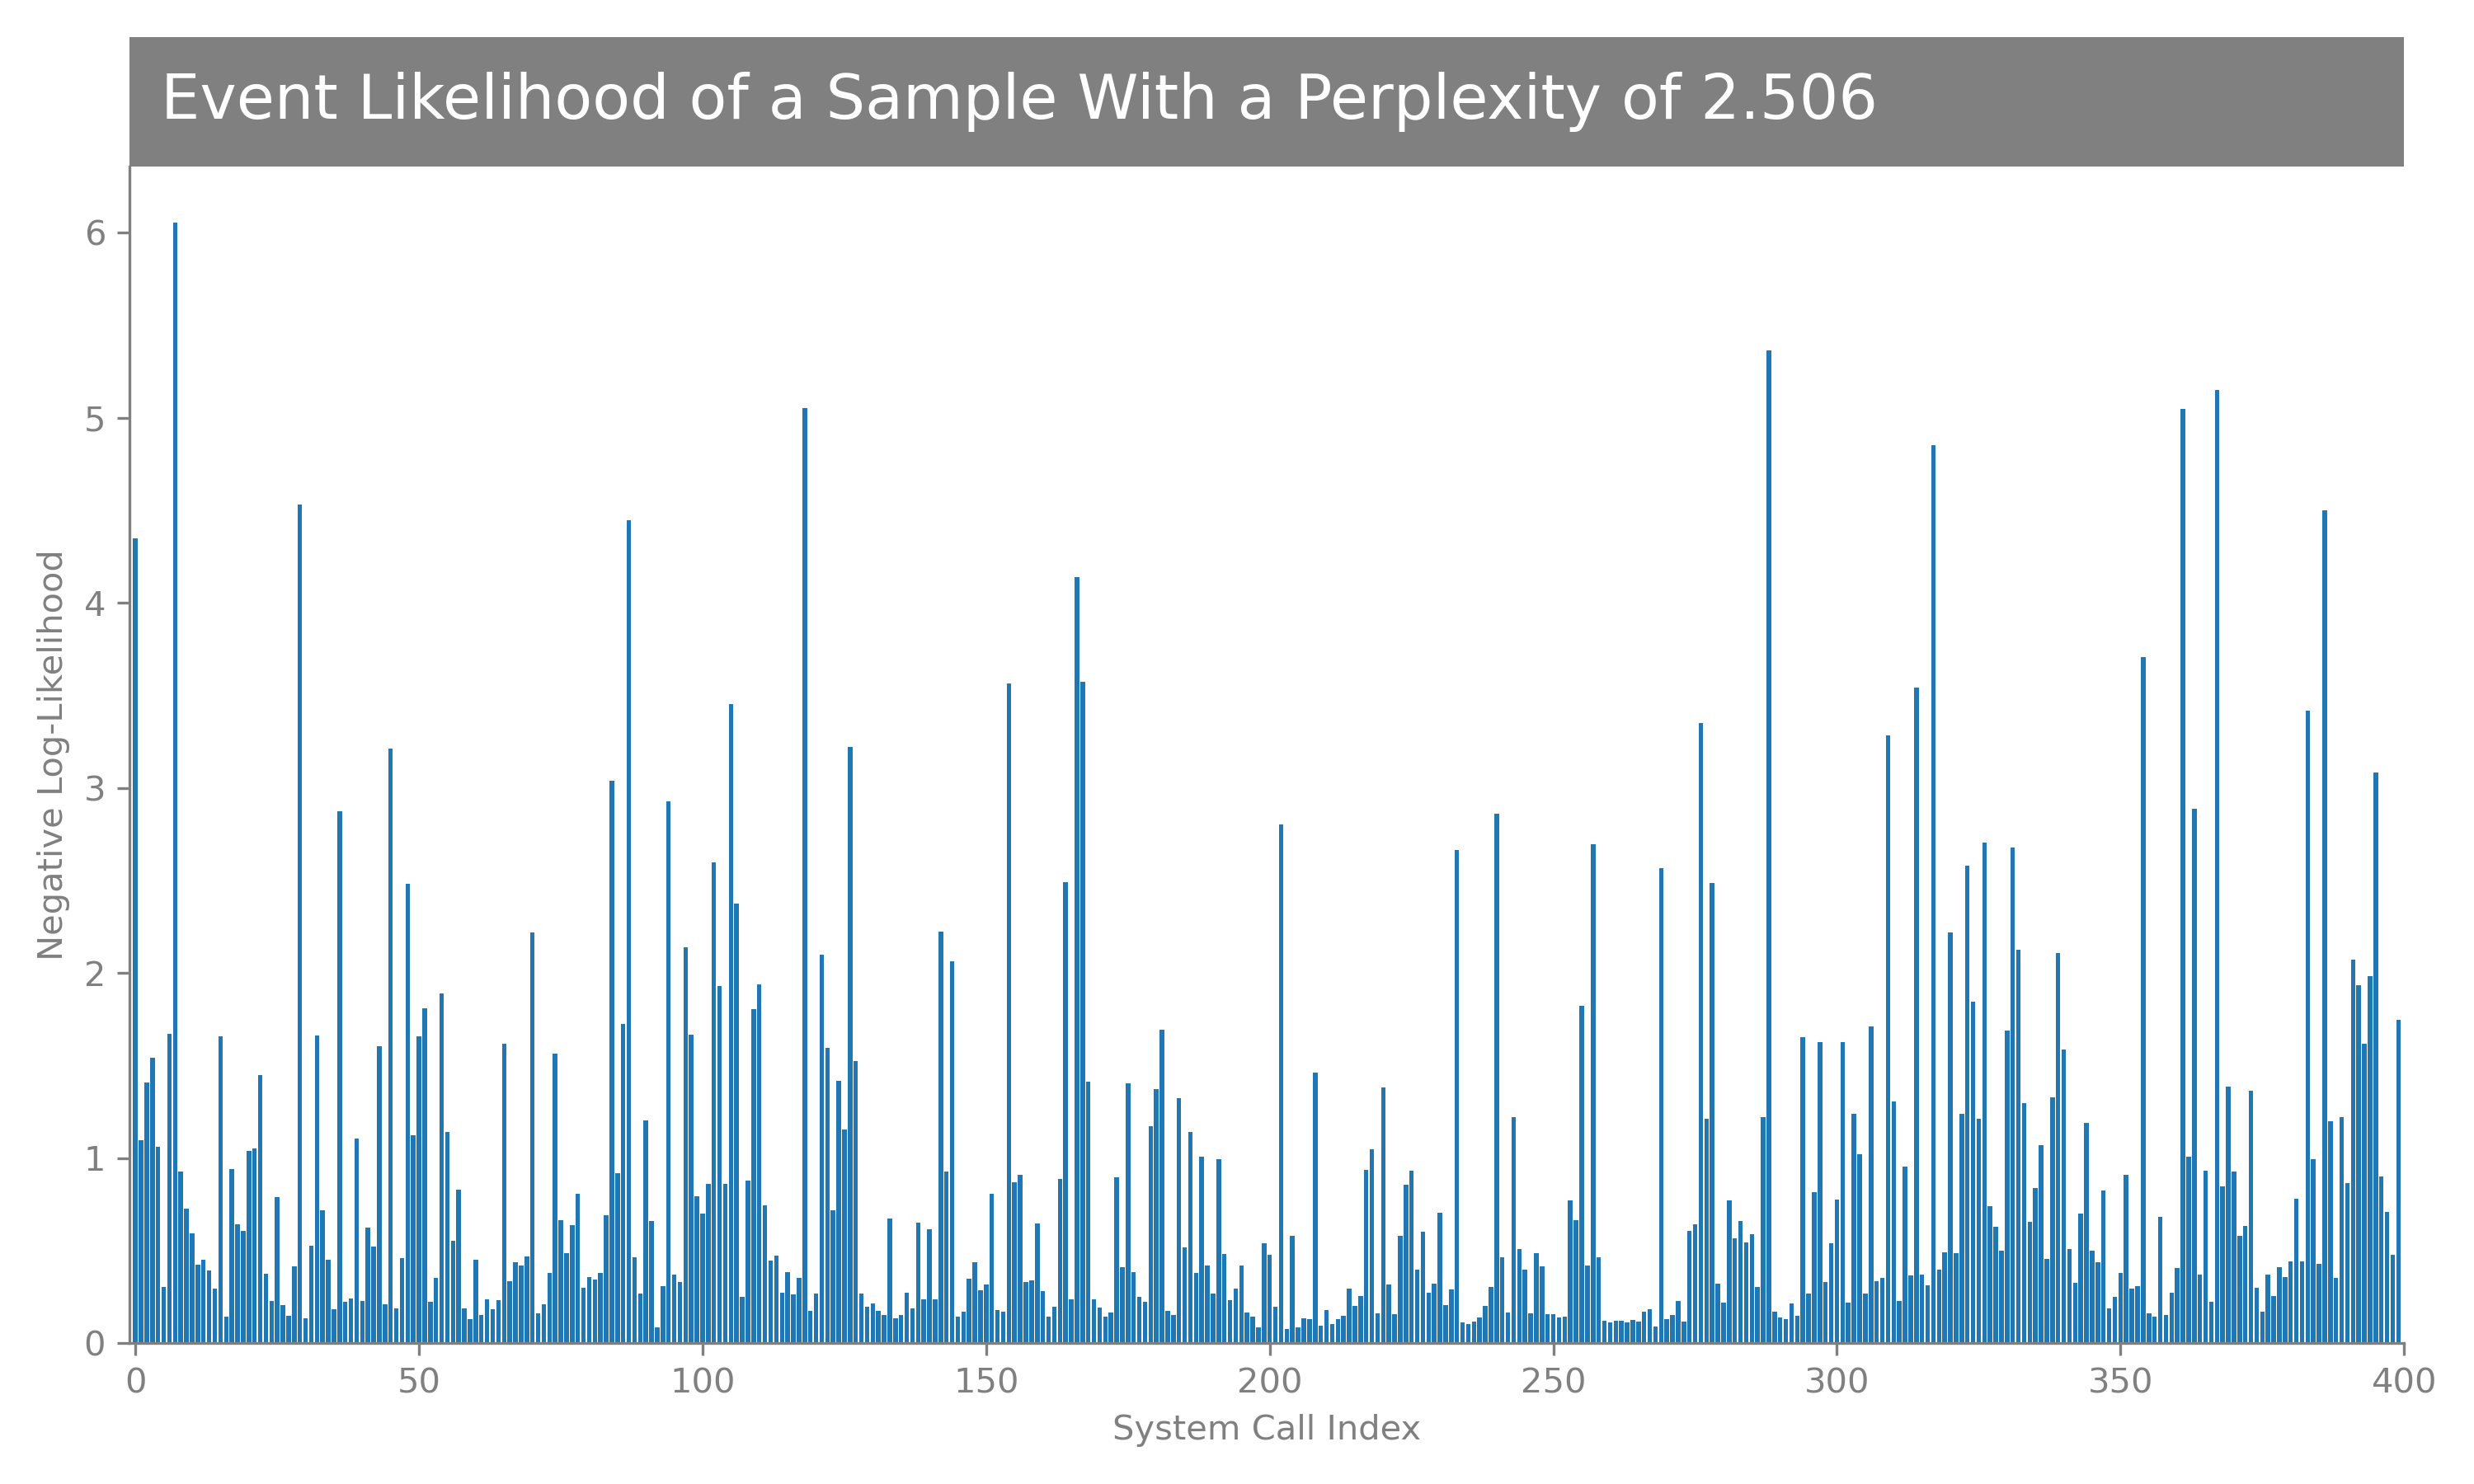 Event Likelihood of a Sample With a Perplexity of 2.506
6
5
4
3
2
1
0
Negative Log-Likelihood
0 50 100 150 200 250 300 350 400
System Call Index